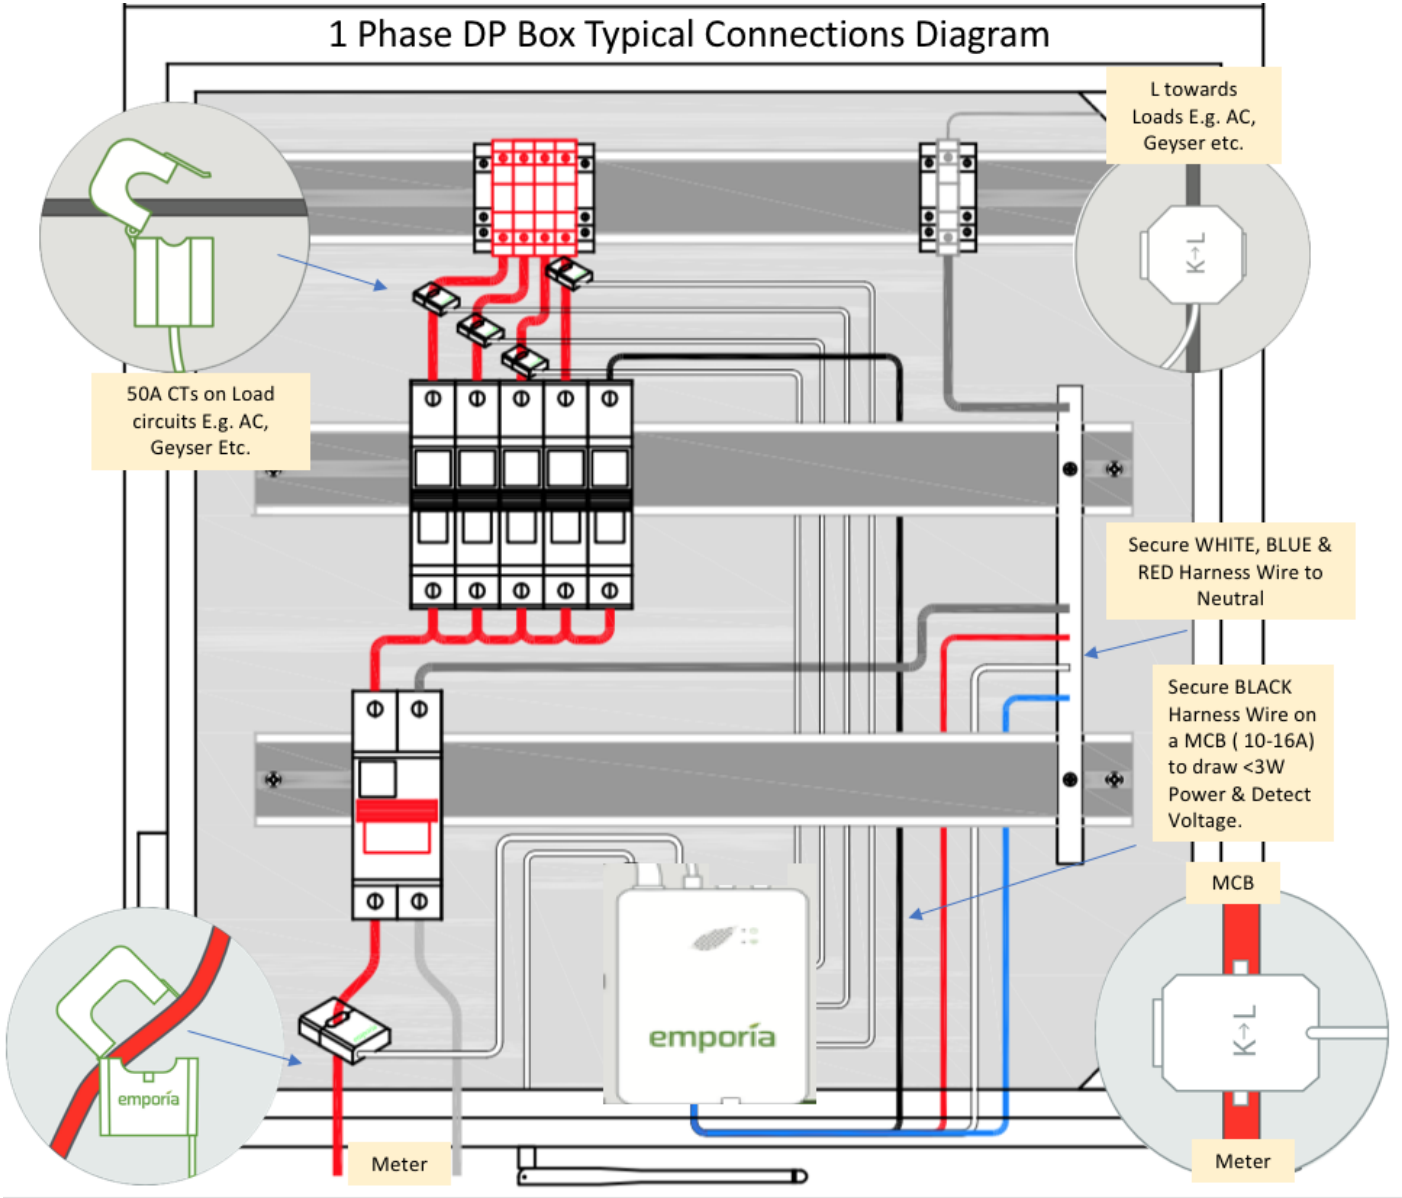 1 Phase DP Box Typical Connections Diagram
L towards
Loads E.g. AC,
Geyser etc.
K→L
50A CTs on Load
circuits E.g. AC,
Geyser Etc.
Secure WHITE, BLUE &
RED Harness Wire to
Neutral
Secure BLACK
Harness Wire on
a MCB ( 10-16A)
to draw <3W
Power & Detect
Voltage.
MCB
K→L
Meter
emporia
emporia
Meter